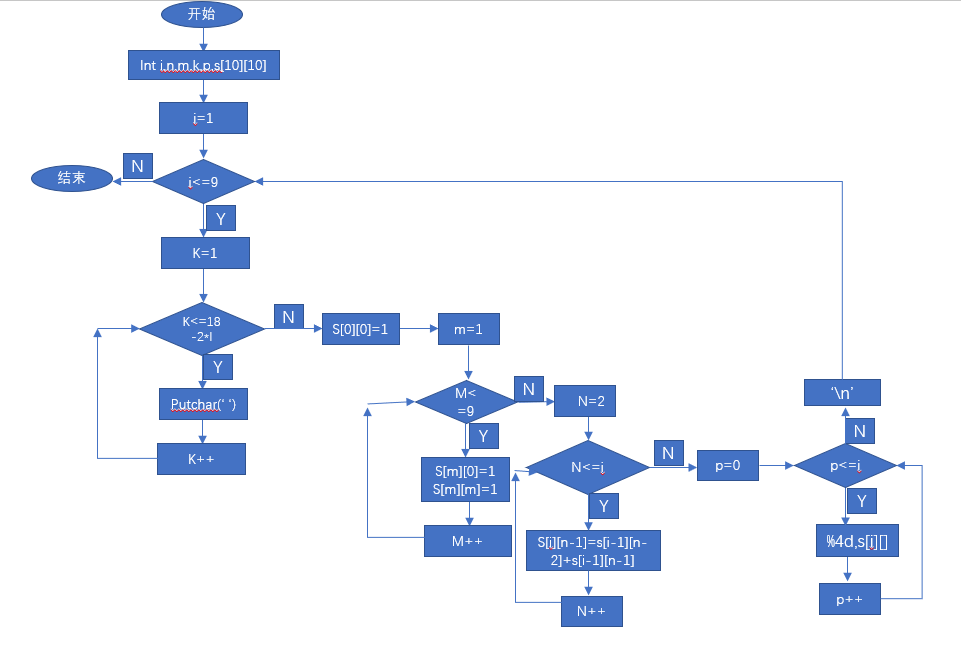 开始
Int i,n,m,k,p,s[10][10]
i=1
N
结束
i<=9
Y
K=1
K<=18
-2*I
N
S[0][0]=1
m=1
Y
Putchar(‘ ‘)
K++
M<
=9
N
N=2
Y
S[m][0]=1
S[m][m]=1
M++
N<=i
N
p=0
Y
S[i][n-1]=s[i-1][n-
2]+s[i-1][n-1]
N++
‘\n’
N
p<=i
Y
%4d,s[i][]
p++